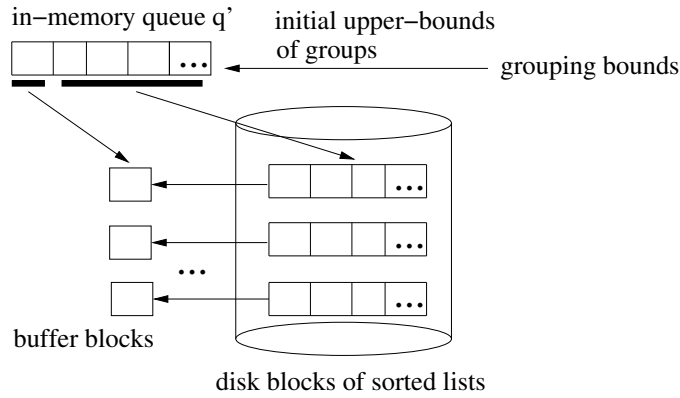 in-memory queue q'
initial upper-bounds
of groups
...
grouping bounds
...
...
...
...
buffer blocks
disk blocks of sorted lists